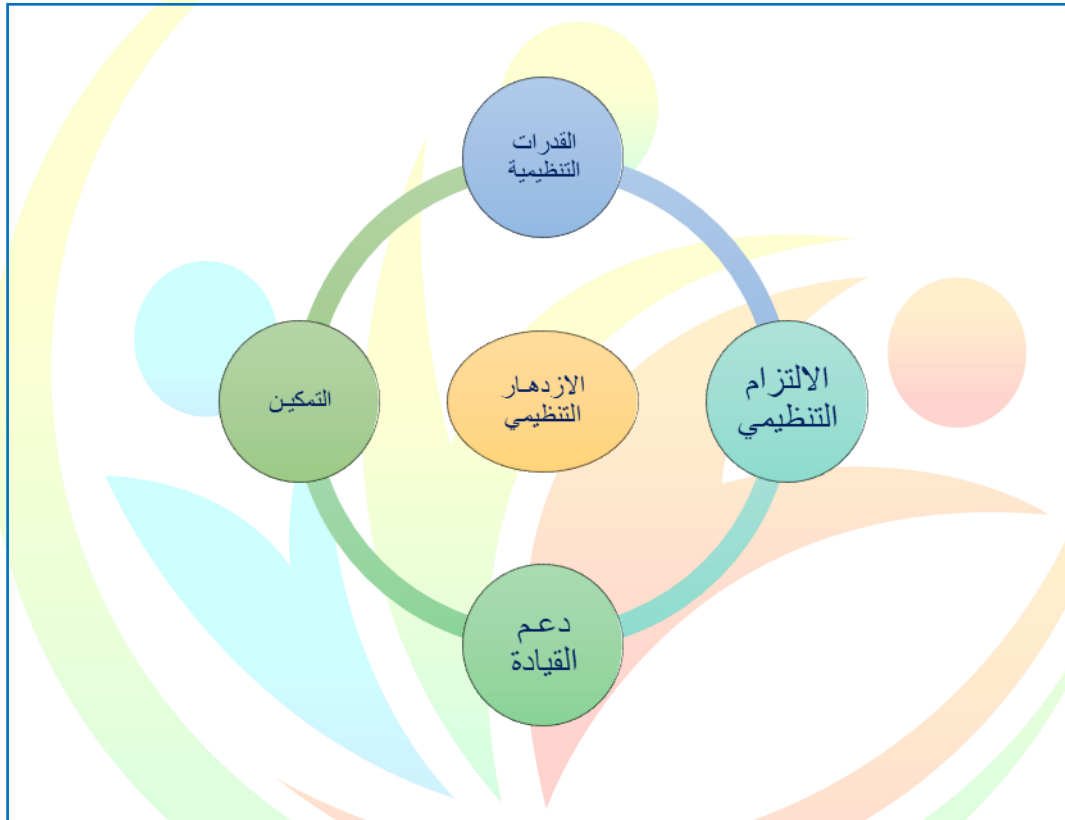 القدرات
التنظيمية
الالتزام
التنظيمي
الازدهار
التنظيمي
التمكين
دعم
القيادة